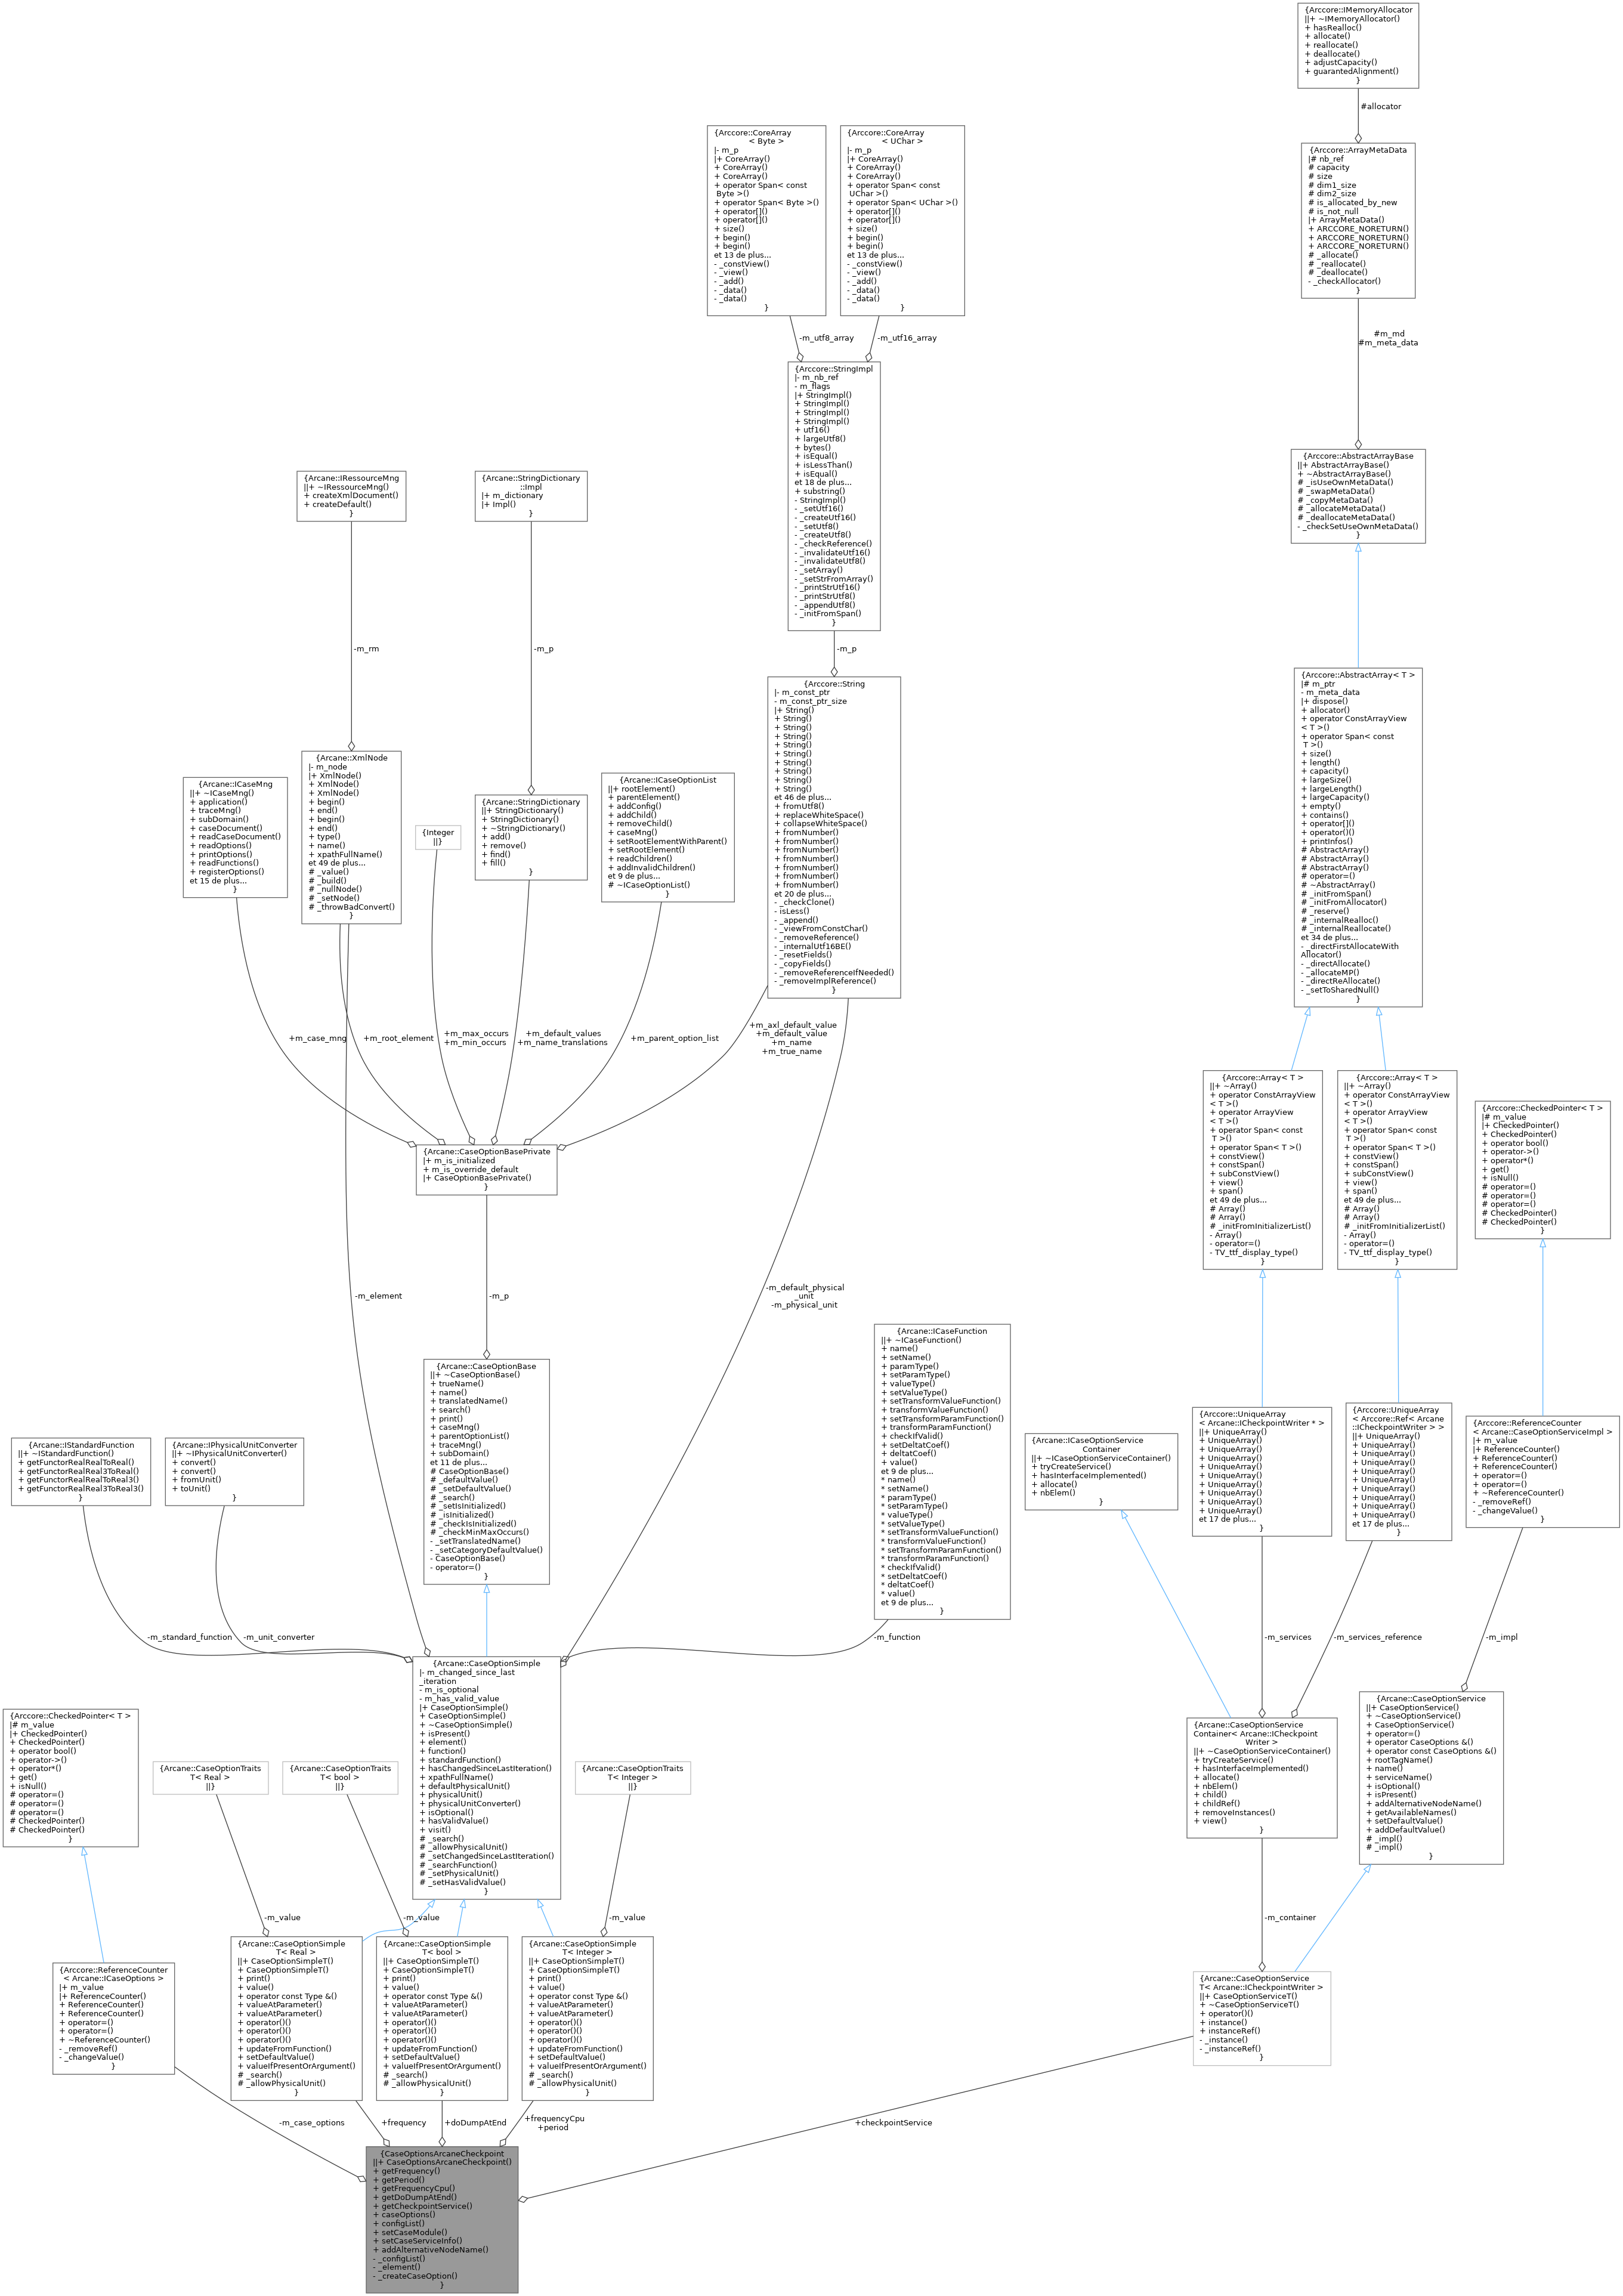 {Arccore::IMemoryAllocator
||+ ~IMemoryAllocator()
+ hasRealloc()
+ allocate()
+ reallocate()
+ deallocate()
+ adjustCapacity()
+ guarantedAlignment()
}
#allocator
{Arccore::CoreArray
< Byte >
|- m_p
|+ CoreArray()
+ CoreArray()
+ CoreArray()
+ operator Span< const
Byte >()
+ operator Span< Byte >()
+ operator[]()
+ operator[]()
+ size()
+ begin()
+ begin()
et 13 de plus...
- _constView()
- _view()
- _add()
- _data()
- _data()
}
{Arccore::CoreArray
< UChar >
|- m_p
|+ CoreArray()
+ CoreArray()
+ CoreArray()
+ operator Span< const
UChar >()
+ operator Span< UChar >()
+ operator[]()
+ operator[]()
+ size()
+ begin()
+ begin()
et 13 de plus...
- _constView()
- _view()
- _add()
- _data()
- _data()
}
{Arccore::ArrayMetaData
|# nb_ref
# capacity
# size
# dim1_size
# dim2_size
# is_allocated_by_new
# is_not_null
|+ ArrayMetaData()
+ ARCCORE_NORETURN()
+ ARCCORE_NORETURN()
+ ARCCORE_NORETURN()
# _allocate()
# _reallocate()
# _deallocate()
- _checkAllocator()
}
-m_utf8_array
-m_utf16_array
#m_md
#m_meta_data
{Arccore::StringImpl
|- m_nb_ref
- m_flags
|+ StringImpl()
+ StringImpl()
+ StringImpl()
+ StringImpl()
+ utf16()
+ largeUtf8()
+ bytes()
+ isEqual()
+ isLessThan()
+ isEqual()
et 18 de plus...
+ substring()
- StringImpl()
- _setUtf16()
- _createUtf16()
- _setUtf8()
- _createUtf8()
- _checkReference()
- _invalidateUtf16()
- _invalidateUtf8()
- _setArray()
- _setStrFromArray()
- _printStrUtf16()
- _printStrUtf8()
- _appendUtf8()
- _initFromSpan()
}
{Arccore::AbstractArrayBase
||+ AbstractArrayBase()
+ ~AbstractArrayBase()
# _isUseOwnMetaData()
# _swapMetaData()
# _copyMetaData()
# _allocateMetaData()
# _deallocateMetaData()
- _checkSetUseOwnMetaData()
}
{Arcane::IRessourceMng
||+ ~IRessourceMng()
+ createXmlDocument()
+ createDefault()
}
{Arcane::StringDictionary
::Impl
|+ m_dictionary
|+ Impl()
}
-m_rm
-m_p
-m_p
{Arccore::String
|- m_const_ptr
- m_const_ptr_size
|+ String()
+ String()
+ String()
+ String()
+ String()
+ String()
+ String()
+ String()
+ String()
+ String()
et 46 de plus...
+ fromUtf8()
+ replaceWhiteSpace()
+ collapseWhiteSpace()
+ fromNumber()
+ fromNumber()
+ fromNumber()
+ fromNumber()
+ fromNumber()
+ fromNumber()
+ fromNumber()
et 20 de plus...
- _checkClone()
- isLess()
- _append()
- _viewFromConstChar()
- _removeReference()
- _internalUtf16BE()
- _resetFields()
- _copyFields()
- _removeReferenceIfNeeded()
- _removeImplReference()
}
{Arccore::AbstractArray< T >
|# m_ptr
- m_meta_data
|+ dispose()
+ allocator()
+ operator ConstArrayView
< T >()
+ operator Span< const
T >()
+ size()
+ length()
+ capacity()
+ largeSize()
+ largeLength()
+ largeCapacity()
+ empty()
+ contains()
+ operator[]()
+ operator()()
+ printInfos()
# AbstractArray()
# AbstractArray()
# AbstractArray()
# operator=()
# ~AbstractArray()
# _initFromSpan()
# _initFromAllocator()
# _reserve()
# _internalRealloc()
# _internalReallocate()
et 34 de plus...
- _directFirstAllocateWith
Allocator()
- _directAllocate()
- _allocateMP()
- _directReAllocate()
- _setToSharedNull()
}
{Arcane::ICaseMng
||+ ~ICaseMng()
+ application()
+ traceMng()
+ subDomain()
+ caseDocument()
+ readCaseDocument()
+ readOptions()
+ printOptions()
+ readFunctions()
+ registerOptions()
et 15 de plus...
}
{Arcane::XmlNode
|- m_node
|+ XmlNode()
+ XmlNode()
+ XmlNode()
+ begin()
+ end()
+ begin()
+ end()
+ type()
+ name()
+ xpathFullName()
et 49 de plus...
# _value()
# _build()
# _nullNode()
# _setNode()
# _throwBadConvert()
}
{Integer
||}
{Arcane::StringDictionary
||+ StringDictionary()
+ StringDictionary()
+ ~StringDictionary()
+ add()
+ remove()
+ find()
+ fill()
}
{Arcane::ICaseOptionList
||+ rootElement()
+ parentElement()
+ addConfig()
+ addChild()
+ removeChild()
+ caseMng()
+ setRootElementWithParent()
+ setRootElement()
+ readChildren()
+ addInvalidChildren()
et 9 de plus...
# ~ICaseOptionList()
}
+m_case_mng
+m_root_element
+m_max_occurs
+m_min_occurs
+m_default_values
+m_name_translations
+m_parent_option_list
+m_axl_default_value
+m_default_value
+m_name
+m_true_name
{Arccore::Array< T >
||+ ~Array()
+ operator ConstArrayView
< T >()
+ operator ArrayView
< T >()
+ operator Span< const
T >()
+ operator Span< T >()
+ constView()
+ constSpan()
+ subConstView()
+ view()
+ span()
et 49 de plus...
# Array()
# Array()
# _initFromInitializerList()
- Array()
- operator=()
- TV_ttf_display_type()
}
{Arccore::Array< T >
||+ ~Array()
+ operator ConstArrayView
< T >()
+ operator ArrayView
< T >()
+ operator Span< const
T >()
+ operator Span< T >()
+ constView()
+ constSpan()
+ subConstView()
+ view()
+ span()
et 49 de plus...
# Array()
# Array()
# _initFromInitializerList()
- Array()
- operator=()
- TV_ttf_display_type()
}
{Arccore::CheckedPointer< T >
|# m_value
|+ CheckedPointer()
+ CheckedPointer()
+ operator bool()
+ operator->()
+ operator*()
+ get()
+ isNull()
# operator=()
# operator=()
# operator=()
# CheckedPointer()
# CheckedPointer()
}
{Arcane::CaseOptionBasePrivate
|+ m_is_initialized
+ m_is_override_default
|+ CaseOptionBasePrivate()
}
-m_element
-m_p
-m_default_physical
_unit
-m_physical_unit
{Arcane::CaseOptionBase
||+ ~CaseOptionBase()
+ trueName()
+ name()
+ translatedName()
+ search()
+ print()
+ caseMng()
+ parentOptionList()
+ traceMng()
+ subDomain()
et 11 de plus...
# CaseOptionBase()
# _defaultValue()
# _setDefaultValue()
# _search()
# _setIsInitialized()
# _isInitialized()
# _checkIsInitialized()
# _checkMinMaxOccurs()
- _setTranslatedName()
- _setCategoryDefaultValue()
- CaseOptionBase()
- operator=()
}
{Arcane::ICaseFunction
||+ ~ICaseFunction()
+ name()
+ setName()
+ paramType()
+ setParamType()
+ valueType()
+ setValueType()
+ setTransformValueFunction()
+ transformValueFunction()
+ setTransformParamFunction()
+ transformParamFunction()
+ checkIfValid()
+ setDeltatCoef()
+ deltatCoef()
+ value()
et 9 de plus...
* name()
* setName()
* paramType()
* setParamType()
* valueType()
* setValueType()
* setTransformValueFunction()
* transformValueFunction()
* setTransformParamFunction()
* transformParamFunction()
* checkIfValid()
* setDeltatCoef()
* deltatCoef()
* value()
et 9 de plus...
}
{Arcane::IStandardFunction
||+ ~IStandardFunction()
+ getFunctorRealRealToReal()
+ getFunctorRealReal3ToReal()
+ getFunctorRealRealToReal3()
+ getFunctorRealReal3ToReal3()
}
{Arcane::IPhysicalUnitConverter
||+ ~IPhysicalUnitConverter()
+ convert()
+ convert()
+ fromUnit()
+ toUnit()
}
{Arcane::ICaseOptionService
Container
||+ ~ICaseOptionServiceContainer()
+ tryCreateService()
+ hasInterfaceImplemented()
+ allocate()
+ nbElem()
}
{Arccore::UniqueArray
< Arcane::ICheckpointWriter * >
||+ UniqueArray()
+ UniqueArray()
+ UniqueArray()
+ UniqueArray()
+ UniqueArray()
+ UniqueArray()
+ UniqueArray()
+ UniqueArray()
+ UniqueArray()
+ UniqueArray()
et 17 de plus...
}
{Arccore::UniqueArray
< Arccore::Ref< Arcane
::ICheckpointWriter > >
||+ UniqueArray()
+ UniqueArray()
+ UniqueArray()
+ UniqueArray()
+ UniqueArray()
+ UniqueArray()
+ UniqueArray()
+ UniqueArray()
+ UniqueArray()
+ UniqueArray()
et 17 de plus...
}
{Arccore::ReferenceCounter
< Arcane::CaseOptionServiceImpl >
|+ m_value
|+ ReferenceCounter()
+ ReferenceCounter()
+ ReferenceCounter()
+ operator=()
+ operator=()
+ ~ReferenceCounter()
- _removeRef()
- _changeValue()
}
-m_standard_function
-m_unit_converter
-m_function
-m_services
-m_services_reference
-m_impl
{Arcane::CaseOptionSimple
|- m_changed_since_last
_iteration
- m_is_optional
- m_has_valid_value
|+ CaseOptionSimple()
+ CaseOptionSimple()
+ ~CaseOptionSimple()
+ isPresent()
+ element()
+ function()
+ standardFunction()
+ hasChangedSinceLastIteration()
+ xpathFullName()
+ defaultPhysicalUnit()
+ physicalUnit()
+ physicalUnitConverter()
+ isOptional()
+ hasValidValue()
+ visit()
# _search()
# _allowPhysicalUnit()
# _setChangedSinceLastIteration()
# _searchFunction()
# _setPhysicalUnit()
# _setHasValidValue()
}
{Arccore::CheckedPointer< T >
|# m_value
|+ CheckedPointer()
+ CheckedPointer()
+ operator bool()
+ operator->()
+ operator*()
+ get()
+ isNull()
# operator=()
# operator=()
# operator=()
# CheckedPointer()
# CheckedPointer()
}
{Arcane::CaseOptionTraits
T< Real >
||}
{Arcane::CaseOptionTraits
T< bool >
||}
{Arcane::CaseOptionTraits
T< Integer >
||}
{Arcane::CaseOptionService
Container< Arcane::ICheckpoint
Writer >
||+ ~CaseOptionServiceContainer()
+ tryCreateService()
+ hasInterfaceImplemented()
+ allocate()
+ nbElem()
+ child()
+ childRef()
+ removeInstances()
+ view()
}
{Arcane::CaseOptionService
||+ CaseOptionService()
+ ~CaseOptionService()
+ CaseOptionService()
+ operator=()
+ operator CaseOptions &()
+ operator const CaseOptions &()
+ rootTagName()
+ name()
+ serviceName()
+ isOptional()
+ isPresent()
+ addAlternativeNodeName()
+ getAvailableNames()
+ setDefaultValue()
+ addDefaultValue()
# _impl()
# _impl()
}
-m_value
-m_value
-m_value
-m_container
{Arccore::ReferenceCounter
< Arcane::ICaseOptions >
|+ m_value
|+ ReferenceCounter()
+ ReferenceCounter()
+ ReferenceCounter()
+ operator=()
+ operator=()
+ ~ReferenceCounter()
- _removeRef()
- _changeValue()
}
{Arcane::CaseOptionSimple
T< Real >
||+ CaseOptionSimpleT()
+ CaseOptionSimpleT()
+ print()
+ value()
+ operator const Type &()
+ valueAtParameter()
+ valueAtParameter()
+ operator()()
+ operator()()
+ operator()()
+ updateFromFunction()
+ setDefaultValue()
+ valueIfPresentOrArgument()
# _search()
# _allowPhysicalUnit()
}
{Arcane::CaseOptionSimple
T< bool >
||+ CaseOptionSimpleT()
+ CaseOptionSimpleT()
+ print()
+ value()
+ operator const Type &()
+ valueAtParameter()
+ valueAtParameter()
+ operator()()
+ operator()()
+ operator()()
+ updateFromFunction()
+ setDefaultValue()
+ valueIfPresentOrArgument()
# _search()
# _allowPhysicalUnit()
}
{Arcane::CaseOptionSimple
T< Integer >
||+ CaseOptionSimpleT()
+ CaseOptionSimpleT()
+ print()
+ value()
+ operator const Type &()
+ valueAtParameter()
+ valueAtParameter()
+ operator()()
+ operator()()
+ operator()()
+ updateFromFunction()
+ setDefaultValue()
+ valueIfPresentOrArgument()
# _search()
# _allowPhysicalUnit()
}
{Arcane::CaseOptionService
T< Arcane::ICheckpointWriter >
||+ CaseOptionServiceT()
+ ~CaseOptionServiceT()
+ operator()()
+ instance()
+ instanceRef()
- _instance()
- _instanceRef()
}
-m_case_options
+frequency
+doDumpAtEnd
+frequencyCpu
+period
+checkpointService
{CaseOptionsArcaneCheckpoint
||+ CaseOptionsArcaneCheckpoint()
+ getFrequency()
+ getPeriod()
+ getFrequencyCpu()
+ getDoDumpAtEnd()
+ getCheckpointService()
+ caseOptions()
+ configList()
+ setCaseModule()
+ setCaseServiceInfo()
+ addAlternativeNodeName()
- _configList()
- _element()
- _createCaseOption()
}